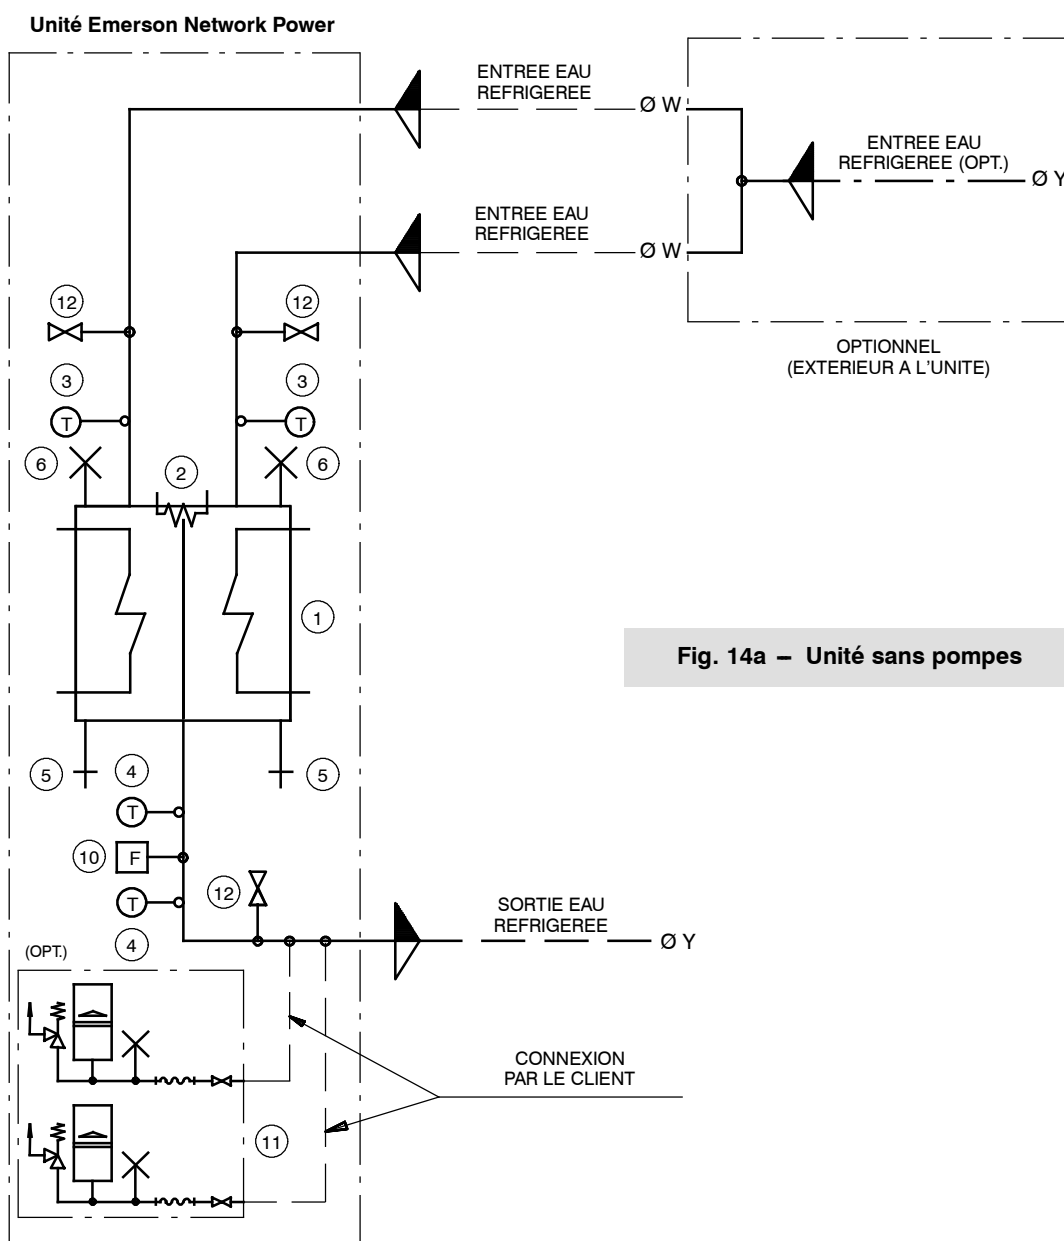 Unité Emerson Network Power
ENTREE EAU
REFRIGEREE
Ø W
ENTREE EAU
REFRIGEREE (OPT.)
Ø Y
ENTREE EAU
REFRIGEREE
Ø W
12
12
OPTIONNEL
(EXTERIEUR A L'UNITE)
3
3
T
T
6
2
6
1
Fig. 14a – Unité sans pompes
5
4
5
T
10
F
12
T
SORTIE EAU
REFRIGEREE
Ø Y
4
(OPT.)
CONNEXION
PAR LE CLIENT
11